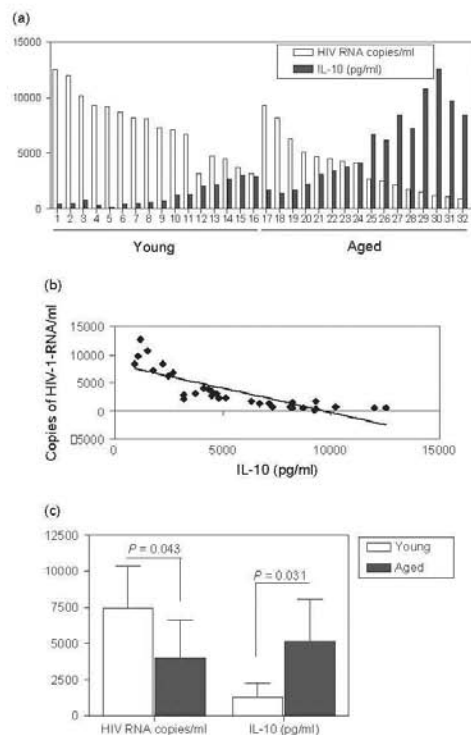 (a)
HIV RNA copies/ml
IL-10 (pg/ml)
15000
10000
5000
0
1 2 3 4 5 6 7 8 9 10 11 12 13 14 15 16 17 18 19 20 21 22 23 24 25 26 27 28 29 30 31 32
Young Aged
(b)
Copies of HIV-1-RNA/ml
15000
10000
5000
0
▯5000
0 5000 10000 15000
IL-10 (pg/ml)
(c)
12500
10000
7500
5000
2500
0
P = 0.043
P = 0.031
Young
Aged
HIV RNA copies/ml IL-10 (pg/ml)